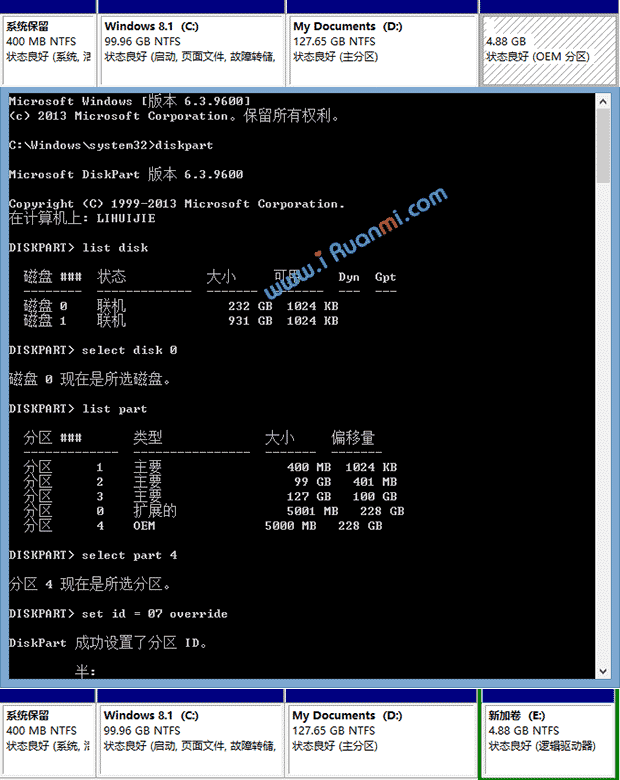 系统保留
400 MB NTFS
状态良好 (系统, 活
Windows 8.1 (C:)
99.96 GB NTFS
状态良好 (启动, 页面文件, 故障转储,
My Documents (D:)
127.65 GB NTFS
状态良好 (主分区)
4.88 GB
状态良好 (OEM 分区)
Microsoft Windows [版本 6.3.9600]
(c) 2013 Microsoft Corporation。保留所有权利。
C:\Windows\system32>diskpart
Microsoft DiskPart 版本 6.3.9600
Copyright (C) 1999-2013 Microsoft Corporation.
在计算机上: LIHUIJIE
www.iRuanmi.com
DISKPART> list disk
磁盘 ### 状态 大小 可用 Dyn Gpt
-------- ------------- ------- ------- --- ---
磁盘 0 联机 232 GB 1024 KB
磁盘 1 联机 931 GB 1024 KB
DISKPART> select disk 0
磁盘 0 现在是所选磁盘。
DISKPART> list part
分区 ### 类型 大小 偏移量
------------- ---------------- ------- -------
分区 1 主要 400 MB 1024 KB
分区 2 主要 99 GB 401 MB
分区 3 主要 127 GB 100 GB
分区 0 扩展的 5001 MB 228 GB
分区 4 OEM 5000 MB 228 GB
DISKPART> select part 4
分区 4 现在是所选分区。
DISKPART> set id = 07 override
DiskPart 成功设置了分区 ID。
半:
系统保留
400 MB NTFS
状态良好 (系统, 活
Windows 8.1 (C:)
99.96 GB NTFS
状态良好 (启动, 页面文件, 故障转储,
My Documents (D:)
127.65 GB NTFS
状态良好 (主分区)
新加卷 (E:)
4.88 GB NTFS
状态良好 (逻辑驱动器)